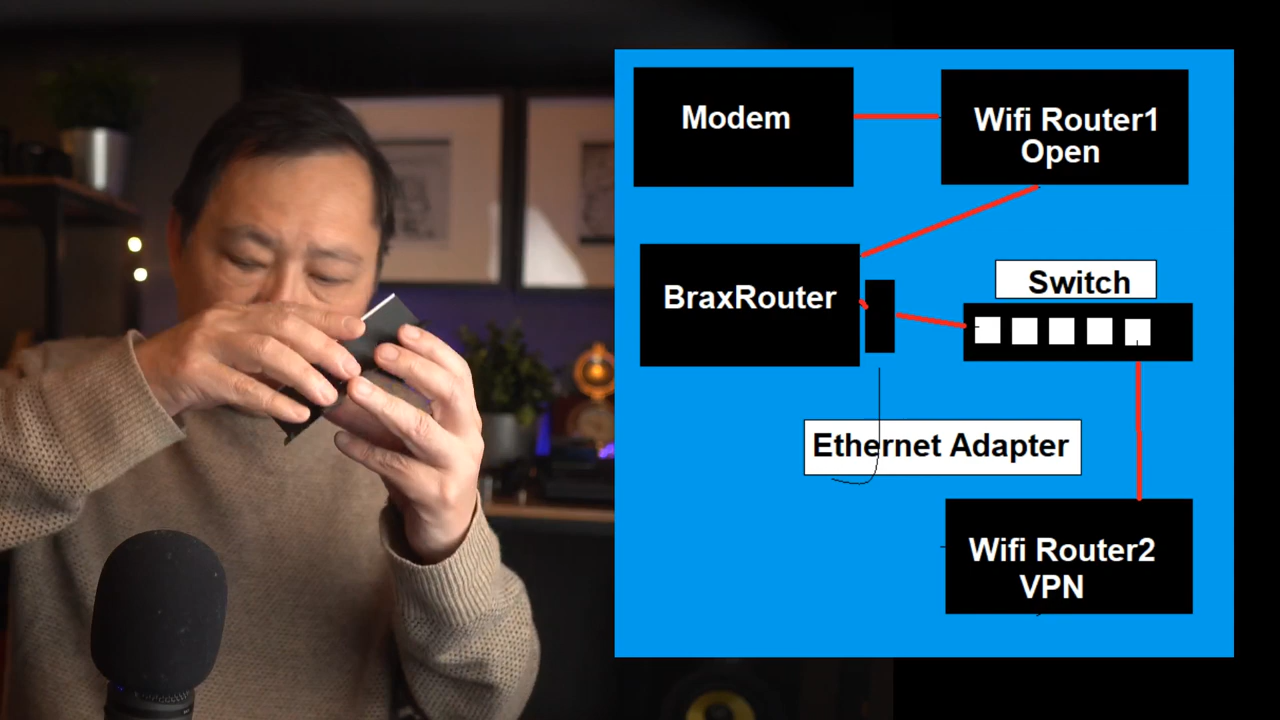 Modem
Wifi Router1
Open
BraxRouter
Switch
Ethernet Adapter
Wifi Router2
VPN